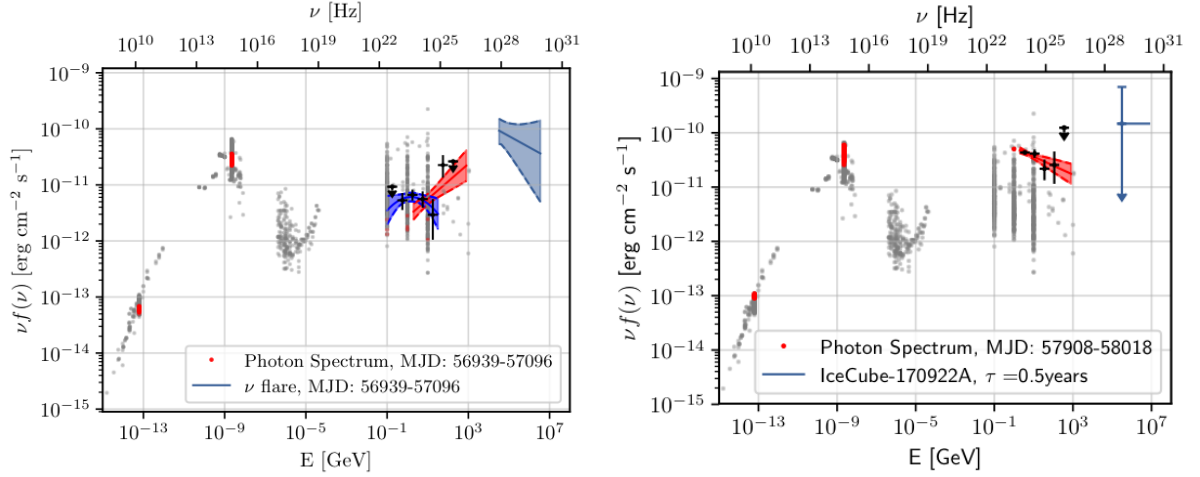 ν [Hz]
10^10 10^13 10^16 10^19 10^22 10^25 10^28 10^31
10^−9
10^−10
10^−11
10^−12
10^−13
10^−14
10^−15
νf(ν) [erg cm^−2 s^−1]
Photon Spectrum, MJD: 56939-57096
ν flare, MJD: 56939-57096
10^−13 10^−9 10^−5 10^−1 10^3 10^7
E [GeV]
ν [Hz]
10^10 10^13 10^16 10^19 10^22 10^25 10^28 10^31
10^−9
10^−10
10^−11
10^−12
10^−13
10^−14
10^−15
νf(ν) [erg cm^−2 s^−1]
Photon Spectrum, MJD: 57908-58018
IceCube-170922A, τ =0.5years
10^−13 10^−9 10^−5 10^−1 10^3 10^7
E [GeV]